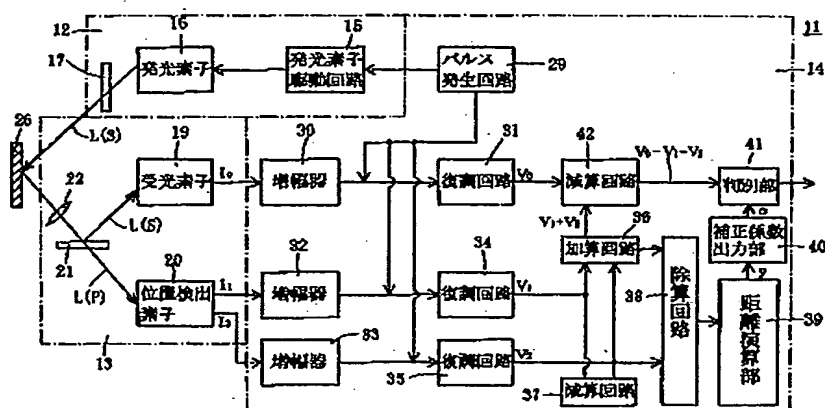 12
16
15
11
17
発光素子
発光素子
駆動回路
パルス
発生回路
29
14
26
L(S)
19
30
31
42
V₀-V₁-V₂
41
22
受光素子
I₀
増幅器
復調回路
V₀
減算回路
判別部
L(S)
V₁+V₂
36
α
21
20
32
34
加算回路
補正係数
出力部
40
L(P)
位置検出
素子
I₁
増幅器
復調回路
V₁
38
除算回路
y
I₂
33
39
距離演算部
13
増幅器
復調回路
V₂
35
37
減算回路